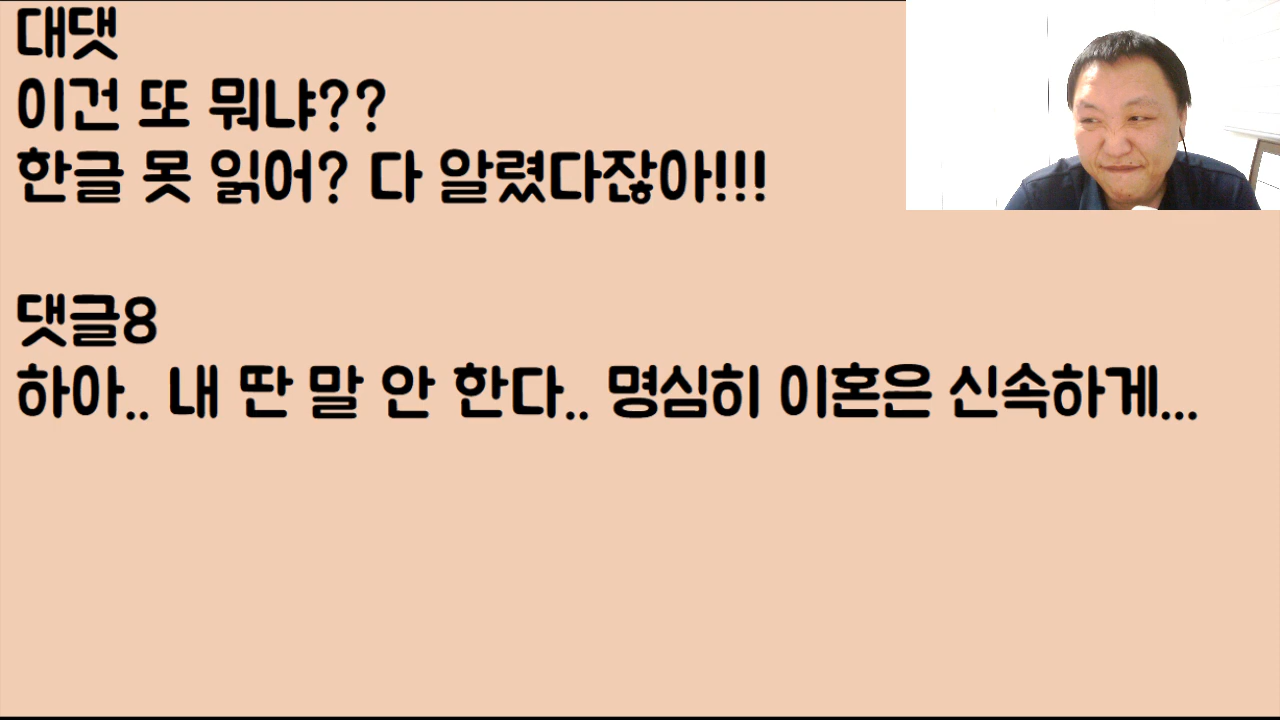 대댓
이건 또 뭐냐??
한글 못 읽어? 다 알렸다잖아!!!
댓글8
하아.. 내 딴 말 안 한다.. 명심히 이혼은 신속하게...